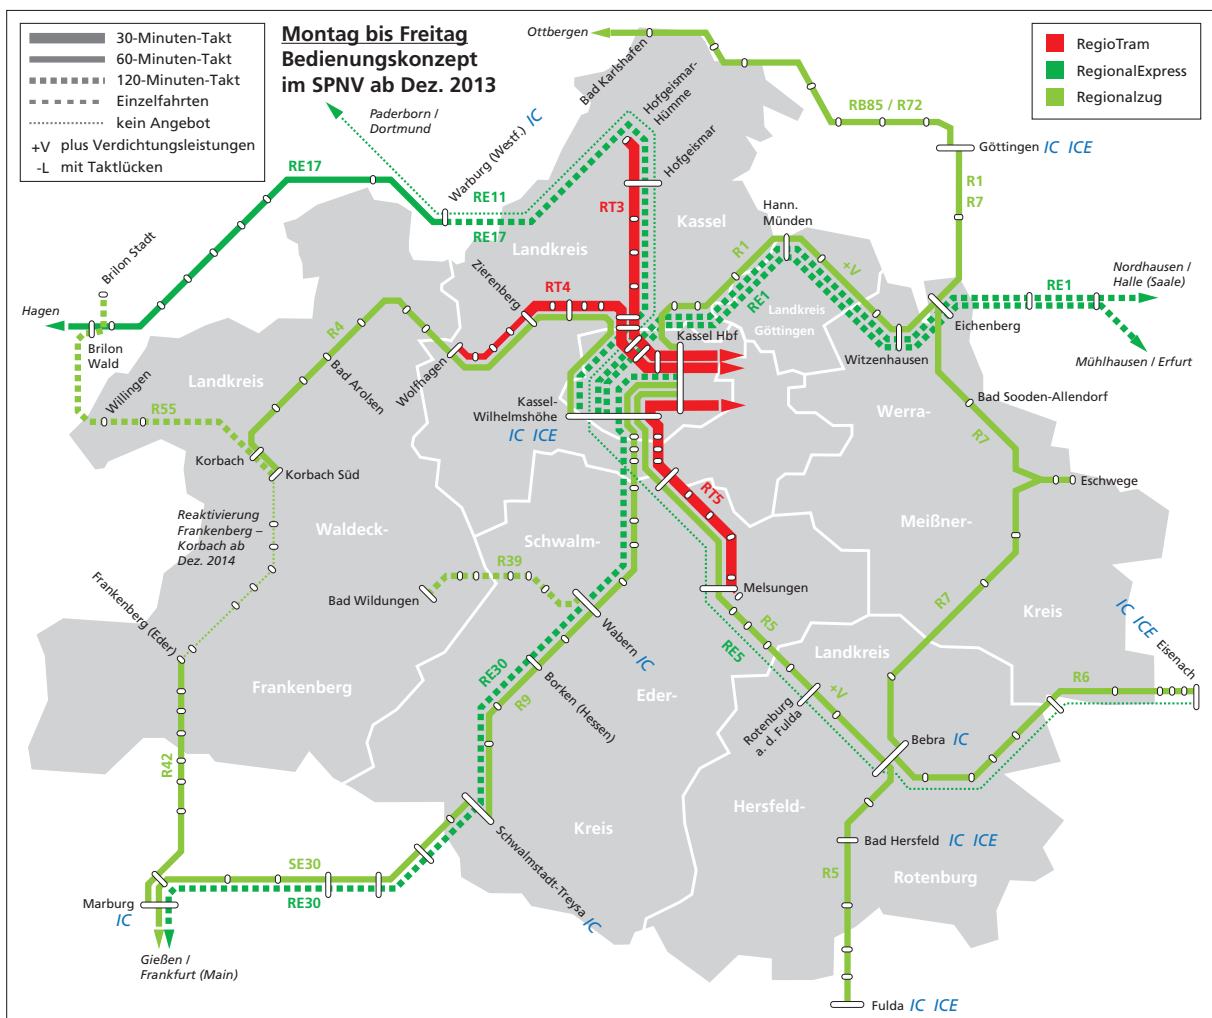 30-Minuten-Takt
60-Minuten-Takt
120-Minuten-Takt
Einzelfahrten
kein Angebot
+V plus Verdichtungsleistungen
-L mit Taktlücken
Montag bis Freitag
Bedienungskonzept
im SPNV ab Dez. 2013
RegioTram
RegionalExpress
Regionalzug
Ottbergen
Bad Karlshafen
Hofgeismar-
Hümme
Hofgeismar
Paderborn /
Dortmund
Warburg (Westf.) IC
RB85 / R72
Göttingen IC ICE
R1
R7
RE17
RE11
RE17
RT3
Kassel
Landkreis
Hann.
Münden
R1
+V
RE1
Brilon Stadt
Zierenberg
RT4
Landkreis
Göttingen
RE1
Nordhausen /
Halle (Saale)
Hagen
Brilon
Wald
R4
Kassel Hbf
Eichenberg
Witzenhausen
Mühlhausen / Erfurt
Willingen
Landkreis
Bad Arolsen
Wolfhagen
Kassel-
Wilhelmshöhe
IC ICE
Werra-
Bad Sooden-Allendorf
R55
R7
Korbach
Korbach Süd
Eschwege
RT5
Reaktivierung
Frankenberg –
Korbach ab
Dez. 2014
Waldeck-
Schwalm-
Meißner-
R39
Bad Wildungen
Melsungen
R7
Frankenberg (Eder)
Wabern IC
R5
Kreis
IC ICE
Eisenach
RE5
Landkreis
Frankenberg
RE30
Borken (Hessen)
R9
Eder-
+V
R6
Rotenburg
a. d. Fulda
Bebra IC
R42
Hersfeld-
Kreis
Schwalmstadt-Treysa IC
Bad Hersfeld IC ICE
SE30
R5
Rotenburg
RE30
Marburg
IC
Gießen /
Frankfurt (Main)
Fulda IC ICE